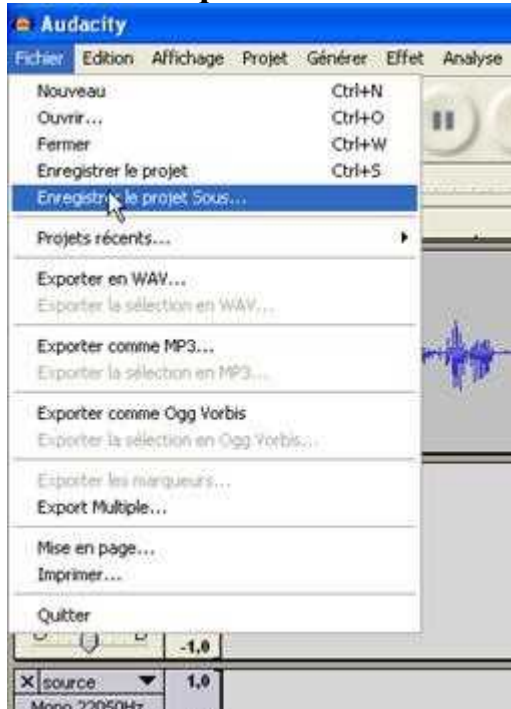 Audacity
Fichier Edition Affichage Projet Générer Effet Analyse
Nouveau Ctrl+N
Ouvrir... Ctrl+O
Fermer Ctrl+W
Enregistrer le projet Ctrl+S
Enregistrer le projet Sous...
Projets récents...
Exporter en WAV...
Exporter la sélection en WAV...
Exporter comme MP3...
Exporter la sélection en MP3...
Exporter comme Ogg Vorbis
Exporter la sélection en Ogg Vorbis...
Exporter les marqueurs...
Export Multiple...
Mise en page...
Imprimer...
Quitter
-1,0
X source 1,0
Mono 22050Hz